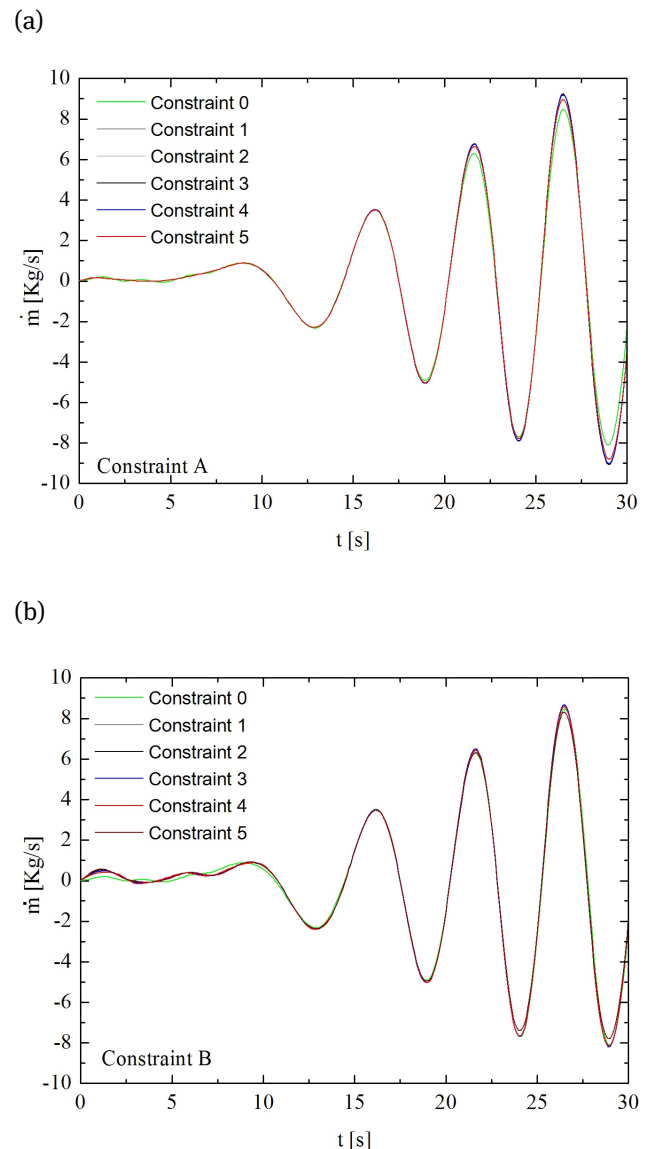 (a)
10
8
6
4
2
0
-2
-4
-6
-8
-10
ṁ [Kg/s]
Constraint 0
Constraint 1
Constraint 2
Constraint 3
Constraint 4
Constraint 5
Constraint A
0 5 10 15 20 25 30
t [s]
(b)
10
8
6
4
2
0
-2
-4
-6
-8
-10
ṁ [Kg/s]
Constraint 0
Constraint 1
Constraint 2
Constraint 3
Constraint 4
Constraint 5
Constraint B
0 5 10 15 20 25 30
t [s]